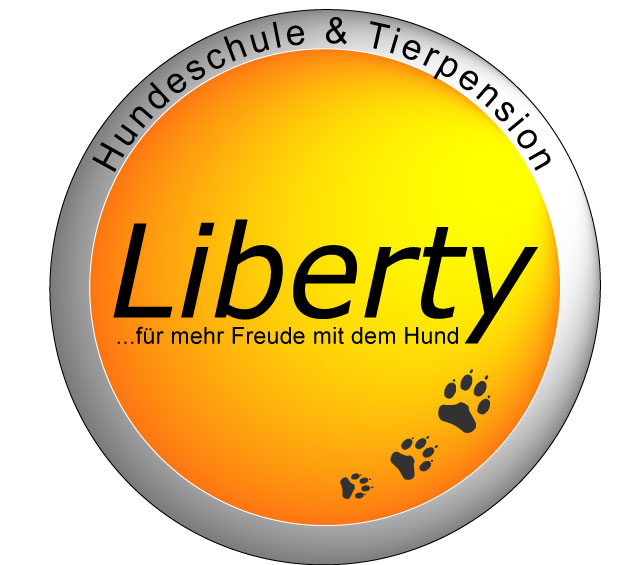 Hundeschule & Tierpension
Liberty
...für mehr Freude mit dem Hund